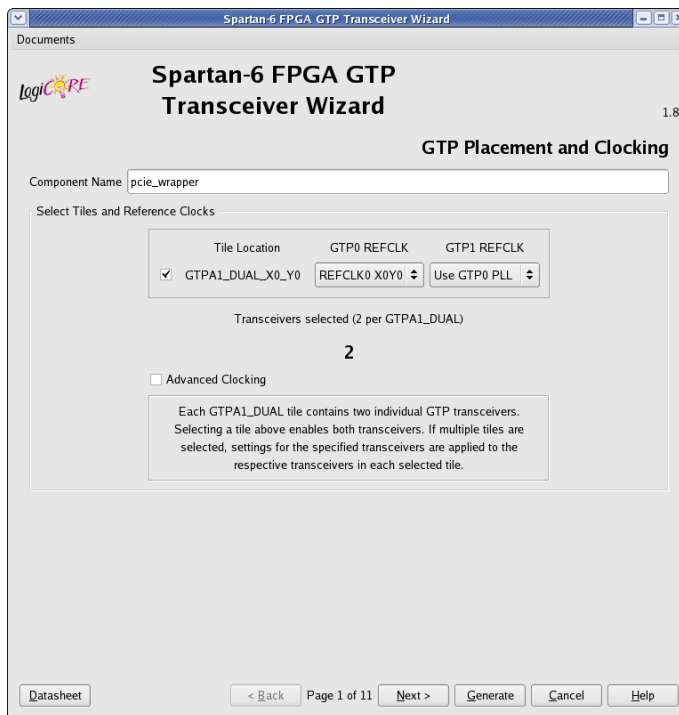 Spartan-6 FPGA GTP Transceiver Wizard
Documents
LogiCORE
Spartan-6 FPGA GTP
Transceiver Wizard
1.8
GTP Placement and Clocking
Component Name pcie_wrapper
Select Tiles and Reference Clocks
Tile Location GTP0 REFCLK GTP1 REFCLK
GTPA1_DUAL_X0_Y0 REFCLK0 X0Y0 Use GTP0 PLL
Transceivers selected (2 per GTPA1_DUAL)
2
Advanced Clocking
Each GTPA1_DUAL tile contains two individual GTP transceivers.
Selecting a tile above enables both transceivers. If multiple tiles are
selected, settings for the specified transceivers are applied to the
respective transceivers in each selected tile.
Datasheet < Back Page 1 of 11 Next > Generate Cancel Help